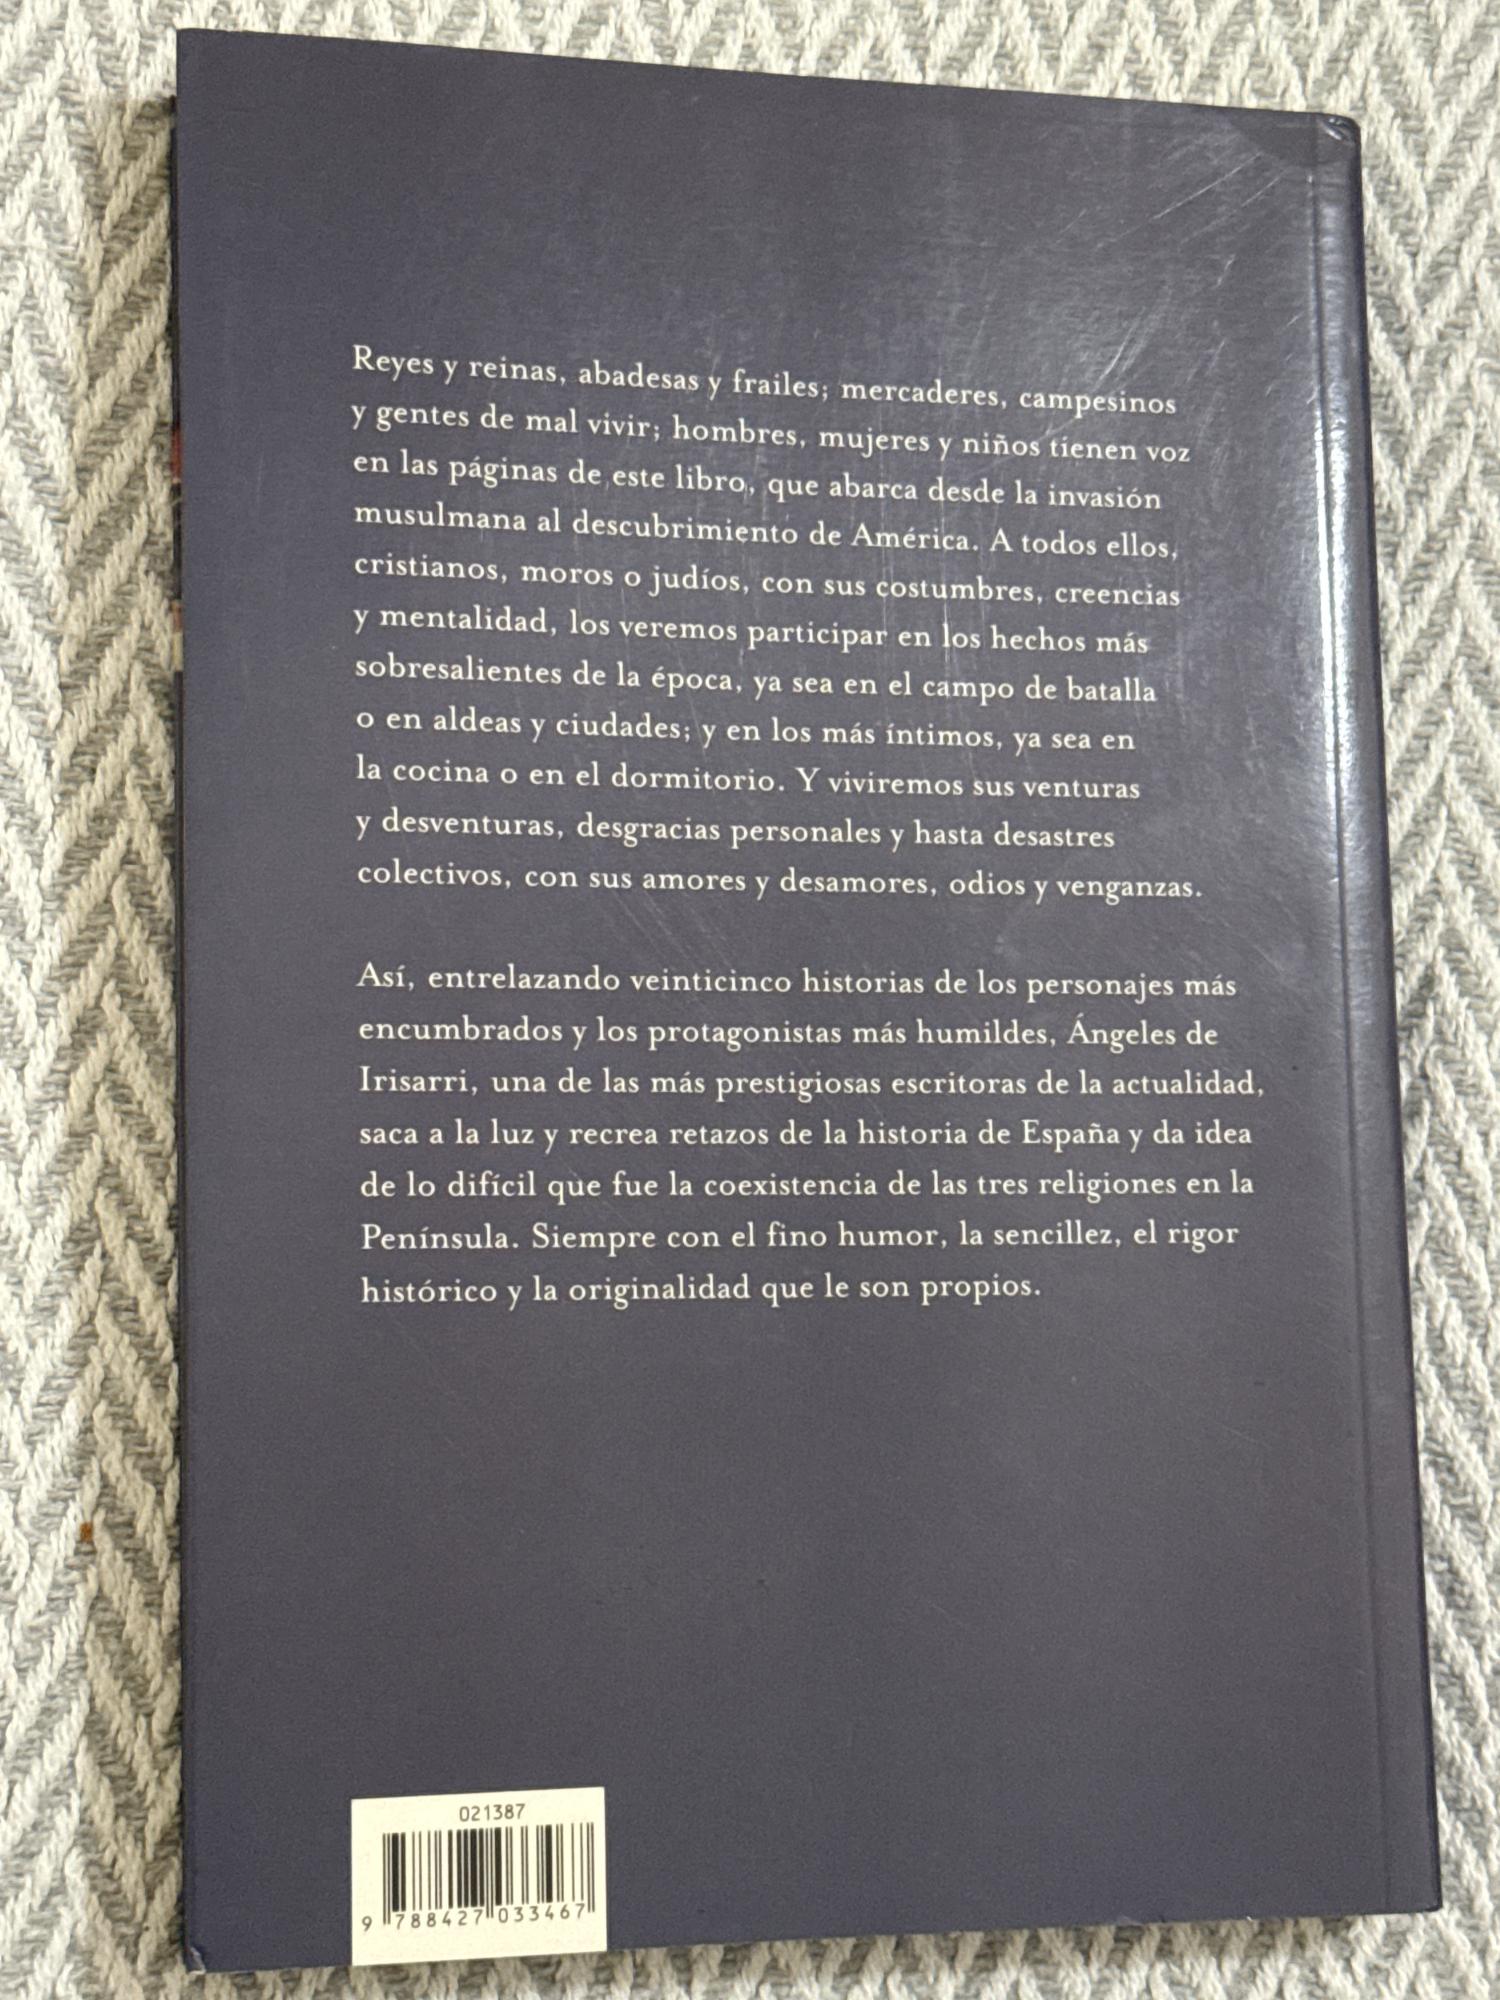 Reyes y reinas, abadesas y frailes; mercaderes, campesinos
y gentes de mal vivir; hombres, mujeres y niños tienen voz
en las páginas de este libro, que abarca desde la invasión
musulmana al descubrimiento de América. A todos ellos,
cristianos, moros o judíos, con sus costumbres, creencias
y mentalidad, los veremos participar en los hechos más
sobresalientes de la época, ya sea en el campo de batalla
o en aldeas y ciudades; y en los más íntimos, ya sea en
la cocina o en el dormitorio. Y viviremos sus venturas
y desventuras, desgracias personales y hasta desastres
colectivos, con sus amores y desamores, odios y venganzas.
Así, entrelazando veinticinco historias de los personajes más
encumbrados y los protagonistas más humildes, Ángeles de
Irisarri, una de las más prestigiosas escritoras de la actualidad,
saca a la luz y recrea retazos de la historia de España y da idea
de lo difícil que fue la coexistencia de las tres religiones en la
Península. Siempre con el fino humor, la sencillez, el rigor
histórico y la originalidad que le son propios.
021387
9 788427 033467